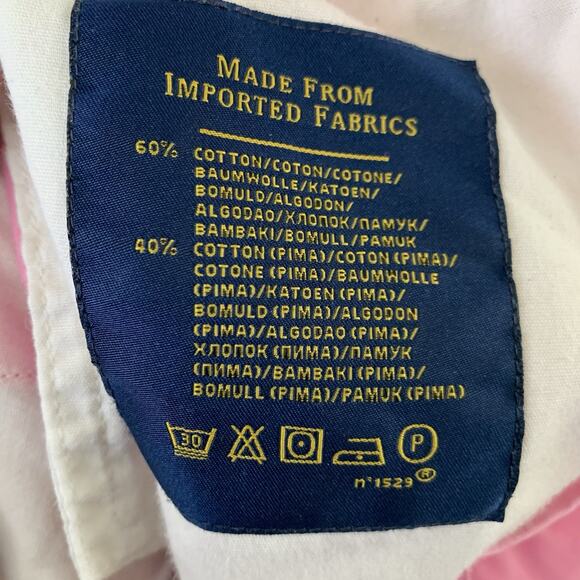 MADE FROM
IMPORTED FABRICS
60% COTTON/COTON/COTONE/
BAUMWOLLE/KATOEN/
BOMULD/ALGODON/
ALGODAO/ХЛОПОК/ПАМУК/
BAMBAKI/BOMULL/PAMUK
40% COTTON (PIMA)/COTON (PIMA)/
COTONE (PIMA)/BAUMWOLLE
(PIMA)/KATOEN (PIMA)/
BOMULD (PIMA)/ALGODON
(PIMA)/ALGODAO (PIMA)/
ХЛОПОК (ПИМА)/ПАМУК
(ПИМА)/BAMBAKI (PIMA)/
BOMULL (PIMA)/PAMUK (PIMA)
30 P
n°1529®